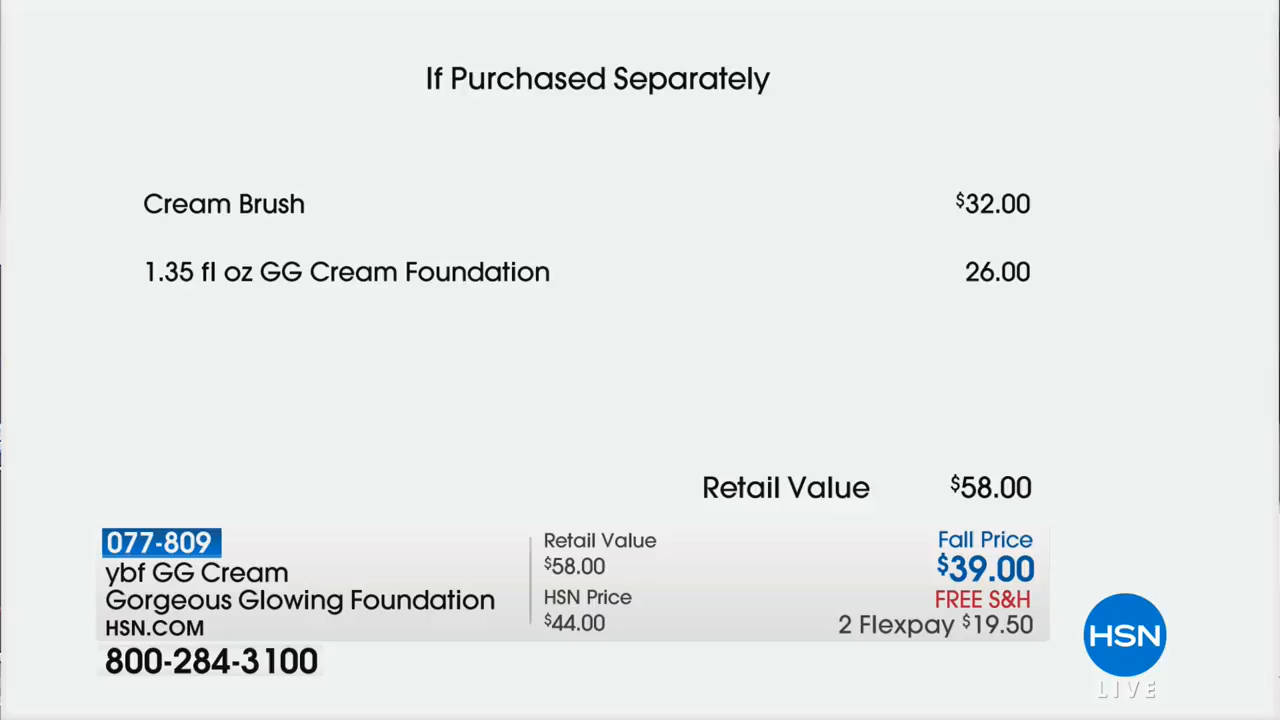 If Purchased Separately
Cream Brush $32.00
1.35 fl oz GG Cream Foundation 26.00
Retail Value $58.00
077-809
ybf GG Cream
Gorgeous Glowing Foundation
HSN.COM
800-284-3100
Retail Value
$58.00
HSN Price
$44.00
Fall Price
$39.00
FREE S&H
2 Flexpay $19.50
HSN
LIVE